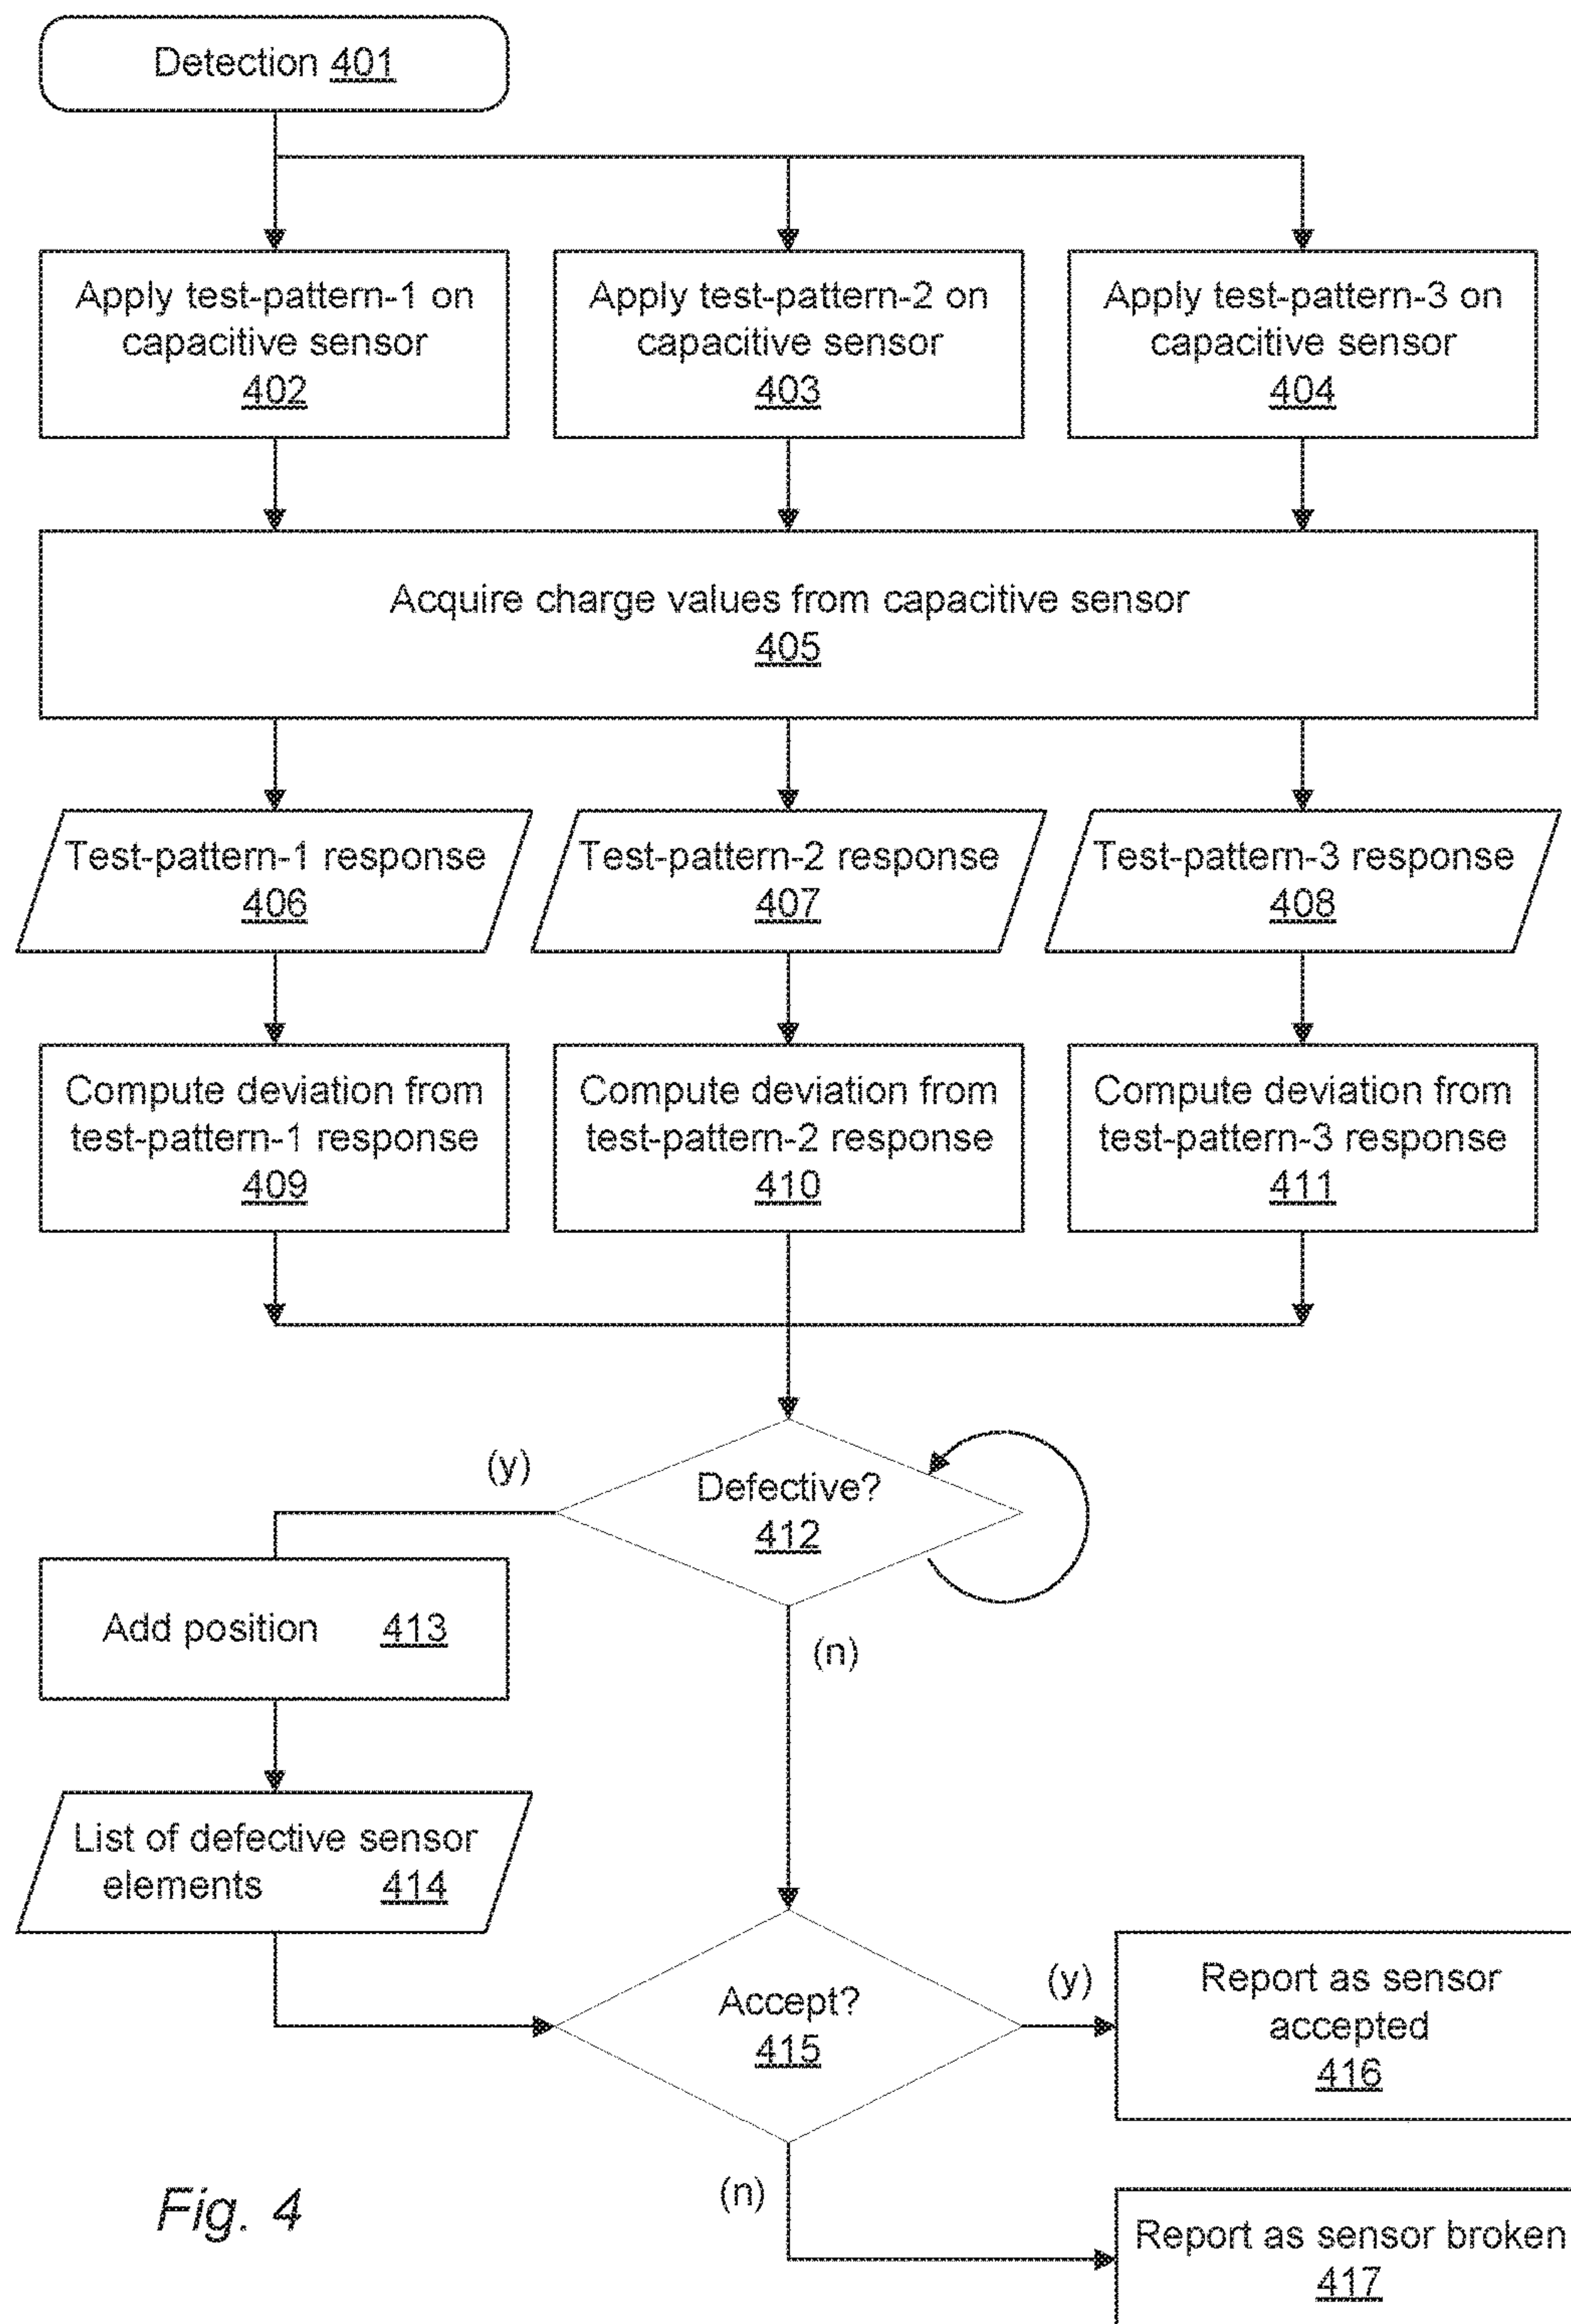 Detection 401
Apply test-pattern-1 on
capacitive sensor
402
Apply test-pattern-2 on
capacitive sensor
403
Apply test-pattern-3 on
capacitive sensor
404
Acquire charge values from capacitive sensor
405
Test-pattern-1 response
406
Test-pattern-2 response
407
Test-pattern-3 response
408
Compute deviation from
test-pattern-1 response
409
Compute deviation from
test-pattern-2 response
410
Compute deviation from
test-pattern-3 response
411
(y)
Defective?
412
Add position 413
(n)
List of defective sensor
elements 414
Accept?
415
(y)
Report as sensor
accepted
416
(n)
Report as sensor broken
417
Fig. 4